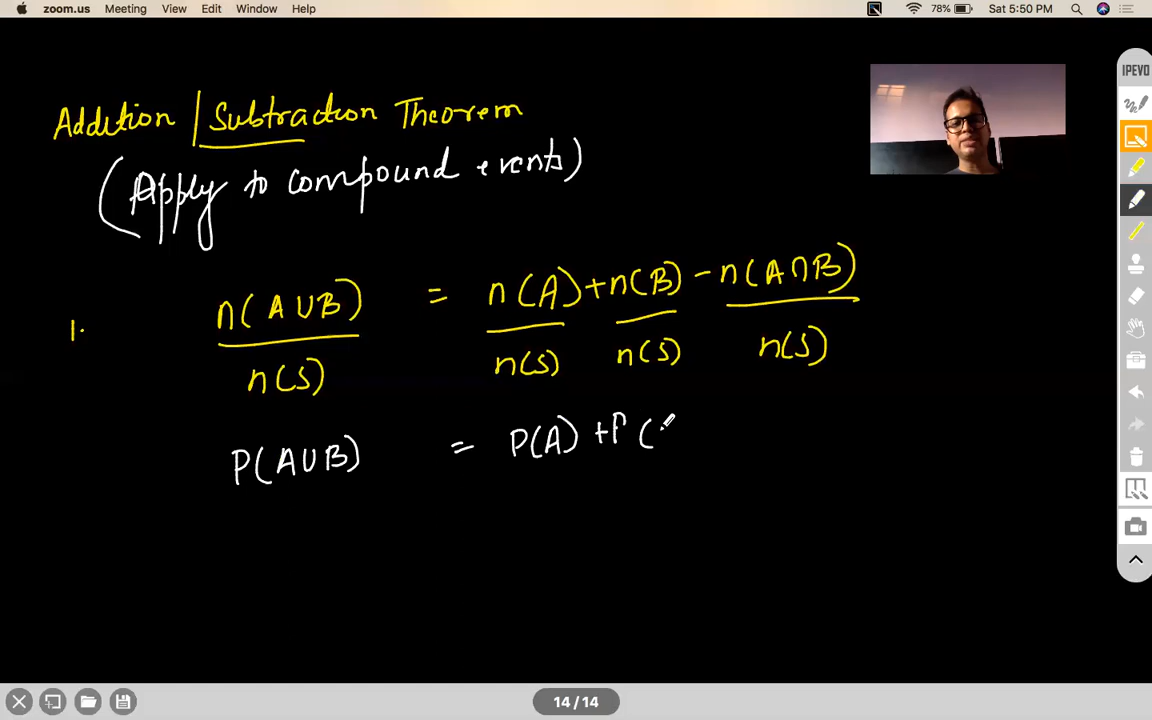 zoom.us Meeting View Edit Window Help 78% Sat 5:50 PM
IPEVO
Addition | Subtraction Theorem
(Apply to compound events)
1. n(A∪B) / n(S) = n(A) / n(S) + n(B) / n(S) - n(A∩B) / n(S)
P(A∪B) = P(A) + P(
14 / 14